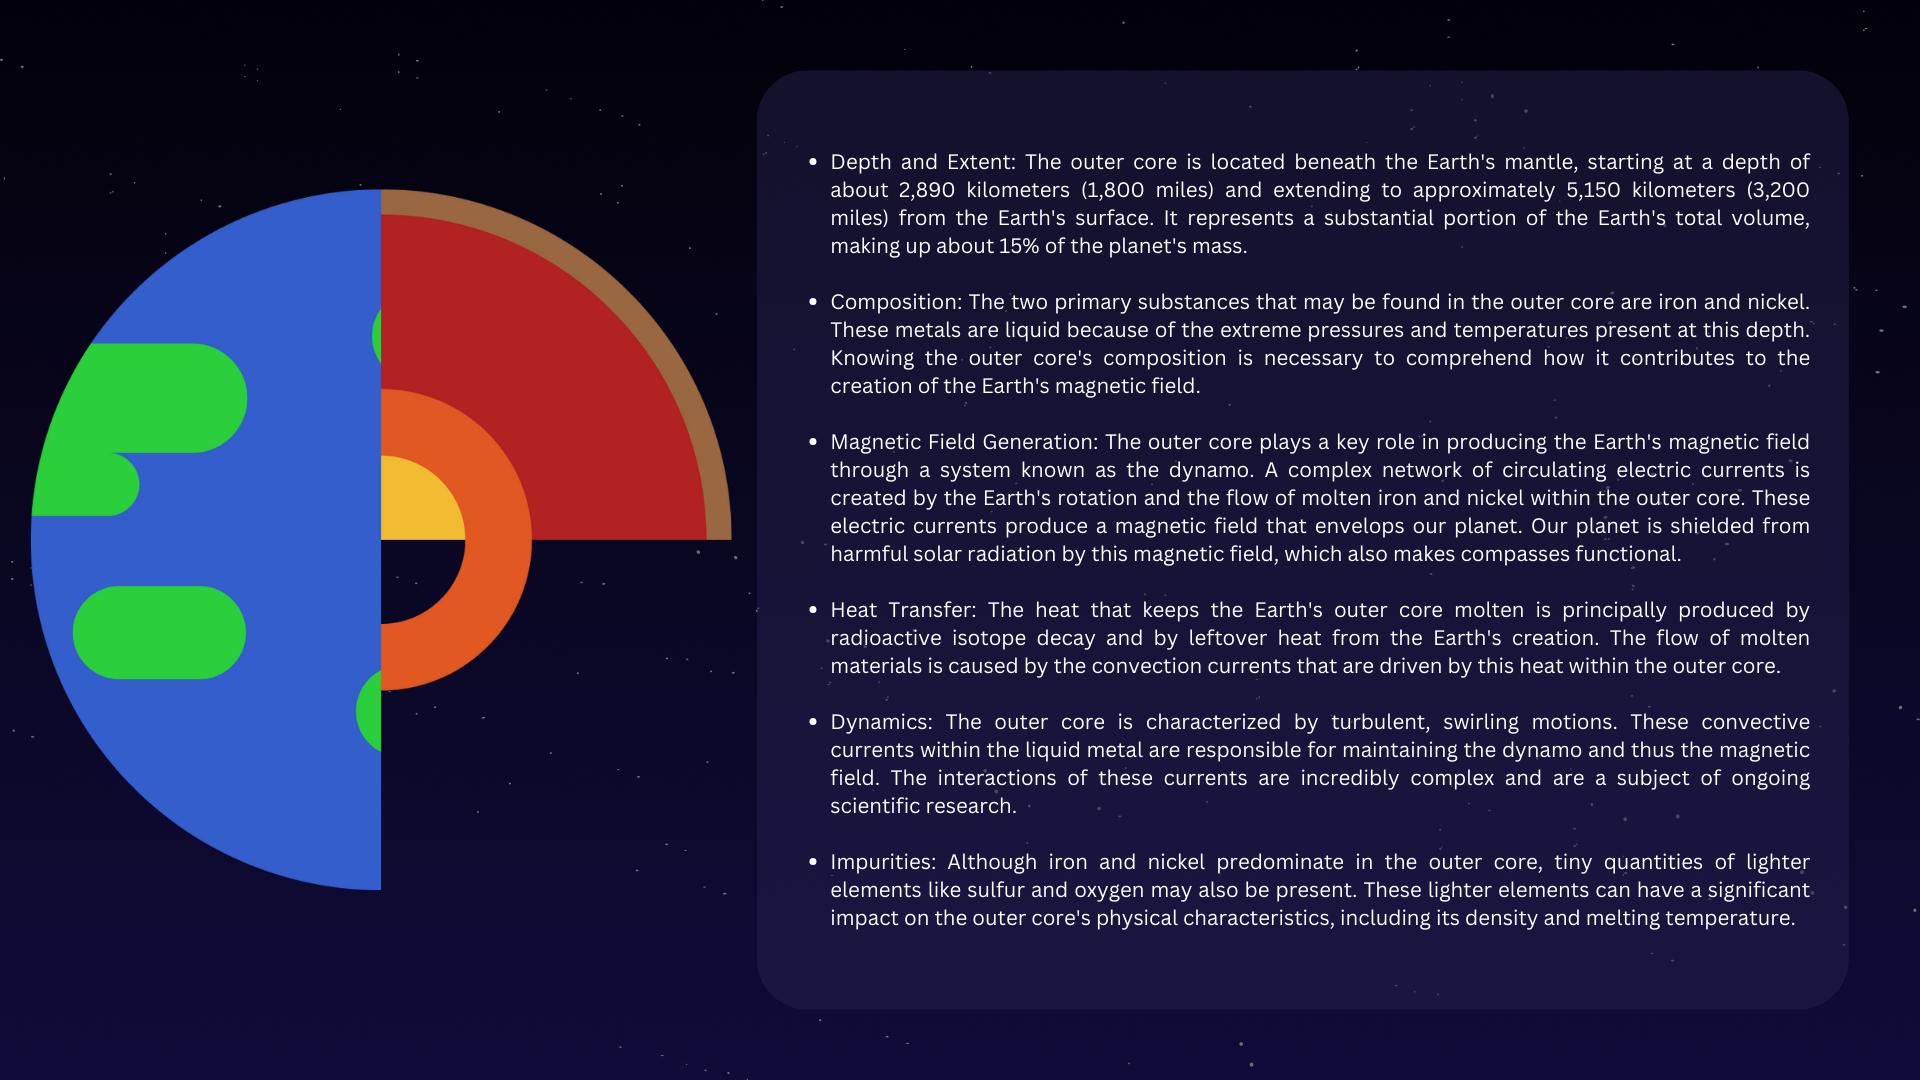 • Depth and Extent: The outer core is located beneath the Earth's mantle, starting at a depth of
about 2,890 kilometers (1,800 miles) and extending to approximately 5,150 kilometers (3,200
miles) from the Earth's surface. It represents a substantial portion of the Earth's total volume,
making up about 15% of the planet's mass.
• Composition: The two primary substances that may be found in the outer core are iron and nickel.
These metals are liquid because of the extreme pressures and temperatures present at this depth.
Knowing the outer core's composition is necessary to comprehend how it contributes to the
creation of the Earth's magnetic field.
• Magnetic Field Generation: The outer core plays a key role in producing the Earth's magnetic field
through a system known as the dynamo. A complex network of circulating electric currents is
created by the Earth's rotation and the flow of molten iron and nickel within the outer core. These
electric currents produce a magnetic field that envelops our planet. Our planet is shielded from
harmful solar radiation by this magnetic field, which also makes compasses functional.
• Heat Transfer: The heat that keeps the Earth's outer core molten is principally produced by
radioactive isotope decay and by leftover heat from the Earth's creation. The flow of molten
materials is caused by the convection currents that are driven by this heat within the outer core.
• Dynamics: The outer core is characterized by turbulent, swirling motions. These convective
currents within the liquid metal are responsible for maintaining the dynamo and thus the magnetic
field. The interactions of these currents are incredibly complex and are a subject of ongoing
scientific research.
• Impurities: Although iron and nickel predominate in the outer core, tiny quantities of lighter
elements like sulfur and oxygen may also be present. These lighter elements can have a significant
impact on the outer core's physical characteristics, including its density and melting temperature.